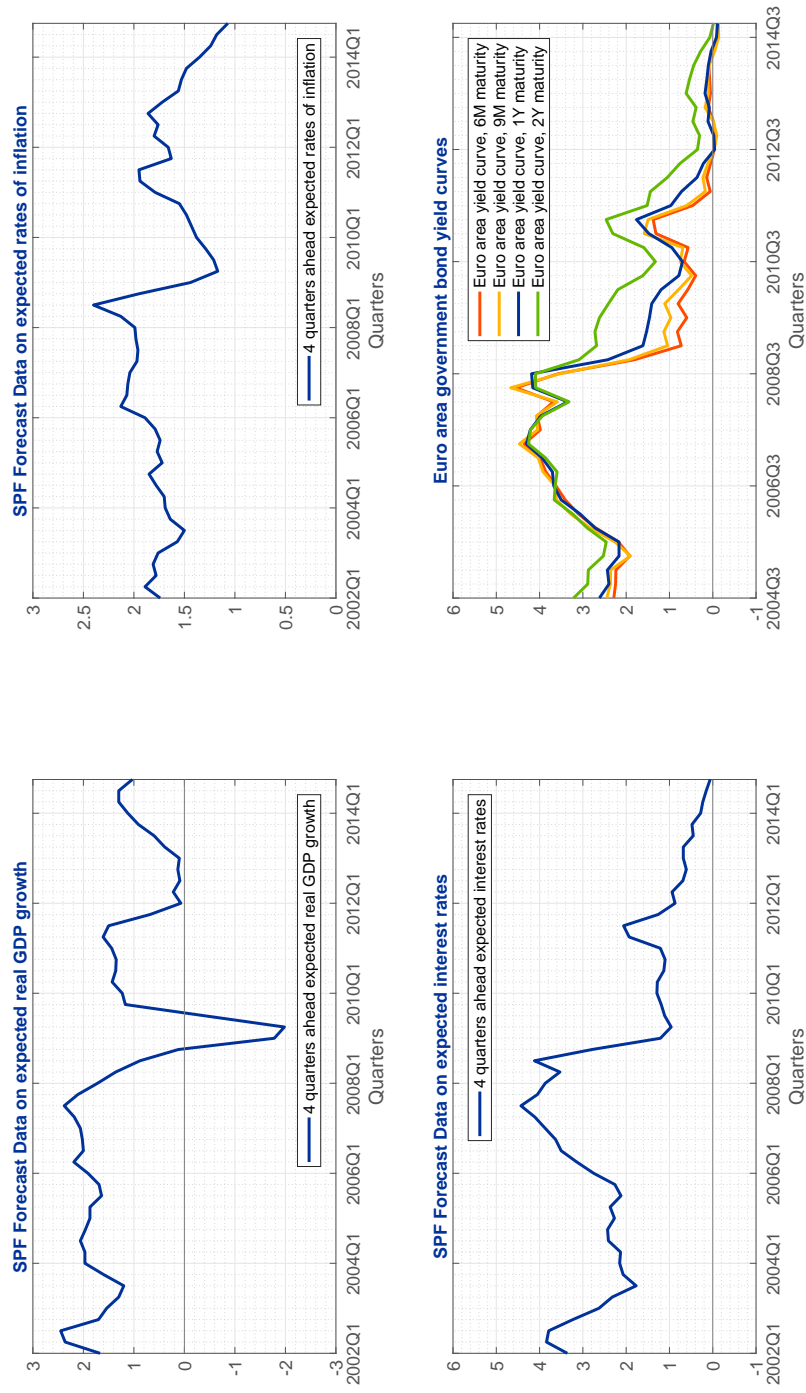 SPF Forecast Data on expected real GDP growth
3
2
1
0
-1
-2
-3
2002Q1
2004Q1
2006Q1
2008Q1
2010Q1
2012Q1
2014Q1
Quarters
4 quarters ahead expected real GDP growth
SPF Forecast Data on expected rates of inflation
3
2.5
2
1.5
1
0.5
0
2002Q1
2004Q1
2006Q1
2008Q1
2010Q1
2012Q1
2014Q1
Quarters
4 quarters ahead expected rates of inflation
SPF Forecast Data on expected interest rates
6
5
4
3
2
1
0
-1
2002Q1
2004Q1
2006Q1
2008Q1
2010Q1
2012Q1
2014Q1
Quarters
4 quarters ahead expected interest rates
Euro area government bond yield curves
6
5
4
3
2
1
0
-1
2004Q3
2006Q3
2008Q3
2010Q3
2012Q3
2014Q3
Quarters
Euro area yield curve, 6M maturity
Euro area yield curve, 9M maturity
Euro area yield curve, 1Y maturity
Euro area yield curve, 2Y maturity